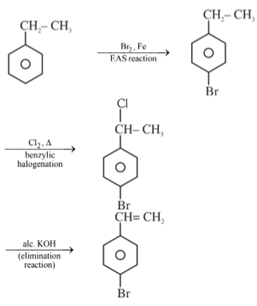 CH₂– CH₃
Br₂, Fe
EAS reaction
CH₂– CH₃
Br
Cl₂, Δ
benzylic
halogenation
Cl
CH– CH₃
Br
alc. KOH
(elimination
reaction)
CH= CH₂
Br